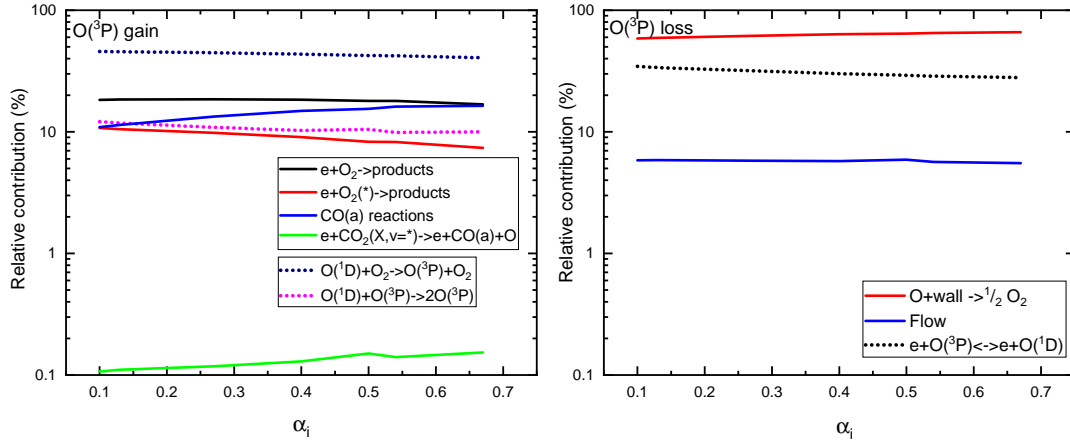 O(³P) gain
100
10
1
0.1
Relative contribution (%)
e+O₂->products
e+O₂(*)->products
CO(a) reactions
e+CO₂(X,v=*)->e+CO(a)+O
O(¹D)+O₂->O(³P)+O₂
O(¹D)+O(³P)->2O(³P)
0.1 0.2 0.3 0.4 0.5 0.6 0.7
αᵢ
O(³P) loss
100
10
1
0.1
Relative contribution (%)
O+wall ->¹/₂ O₂
Flow
e+O(³P)<->e+O(¹D)
0.1 0.2 0.3 0.4 0.5 0.6 0.7
αᵢ